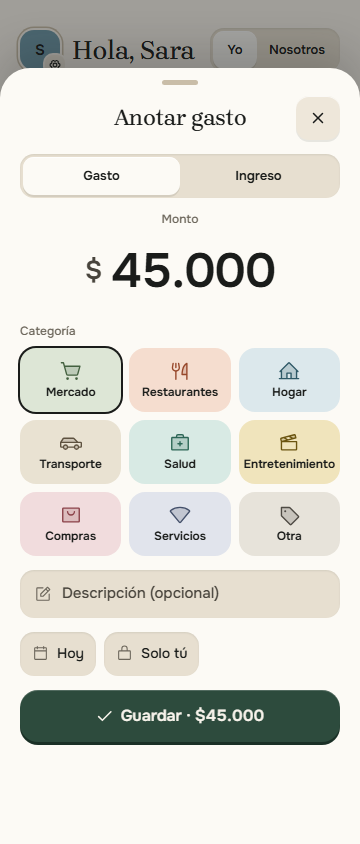 S
Hola, Sara
Yo
Nosotros
Anotar gasto
Gasto
Ingreso
Monto
$ 45.000
Categoría
Mercado
Restaurantes
Hogar
Transporte
Salud
Entretenimiento
Compras
Servicios
Otra
Descripción (opcional)
Hoy
Solo tú
Guardar · $45.000